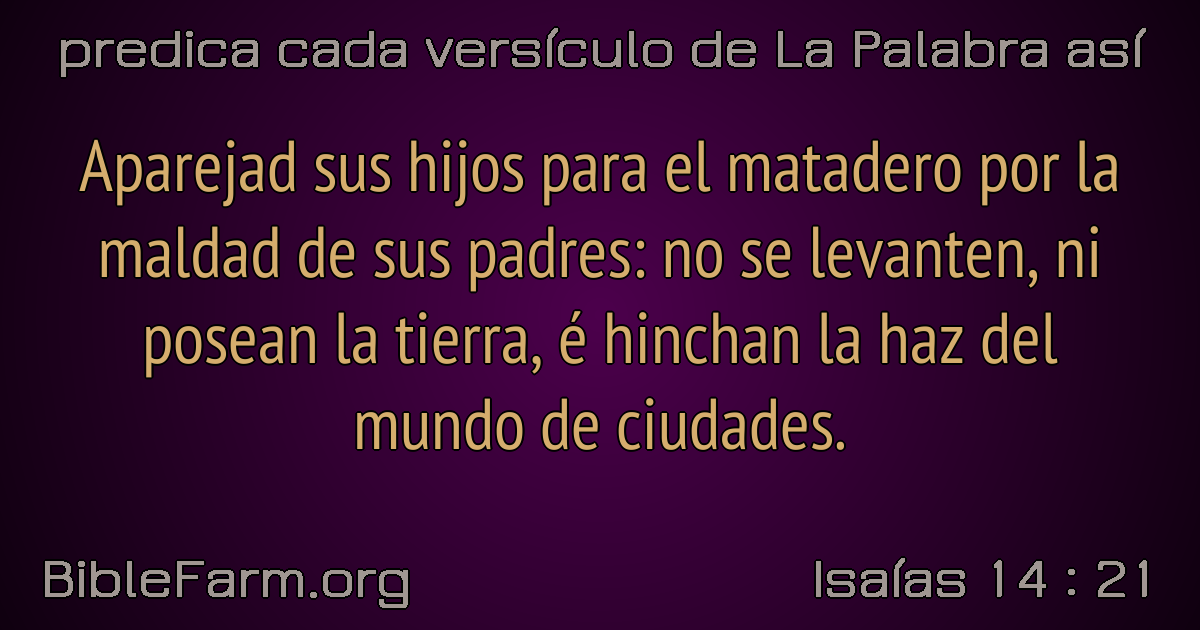 predica cada versículo de La Palabra así
Aparejad sus hijos para el matadero por la
maldad de sus padres: no se levanten, ni
posean la tierra, é hinchan la haz del
mundo de ciudades.
BibleFarm.org
Isaías 14 : 21